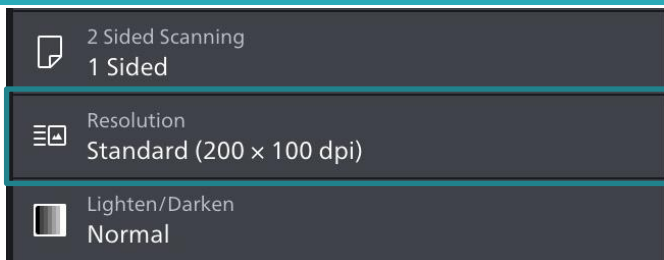 2 Sided Scanning
1 Sided
Resolution
Standard (200 × 100 dpi)
Lighten/Darken
Normal